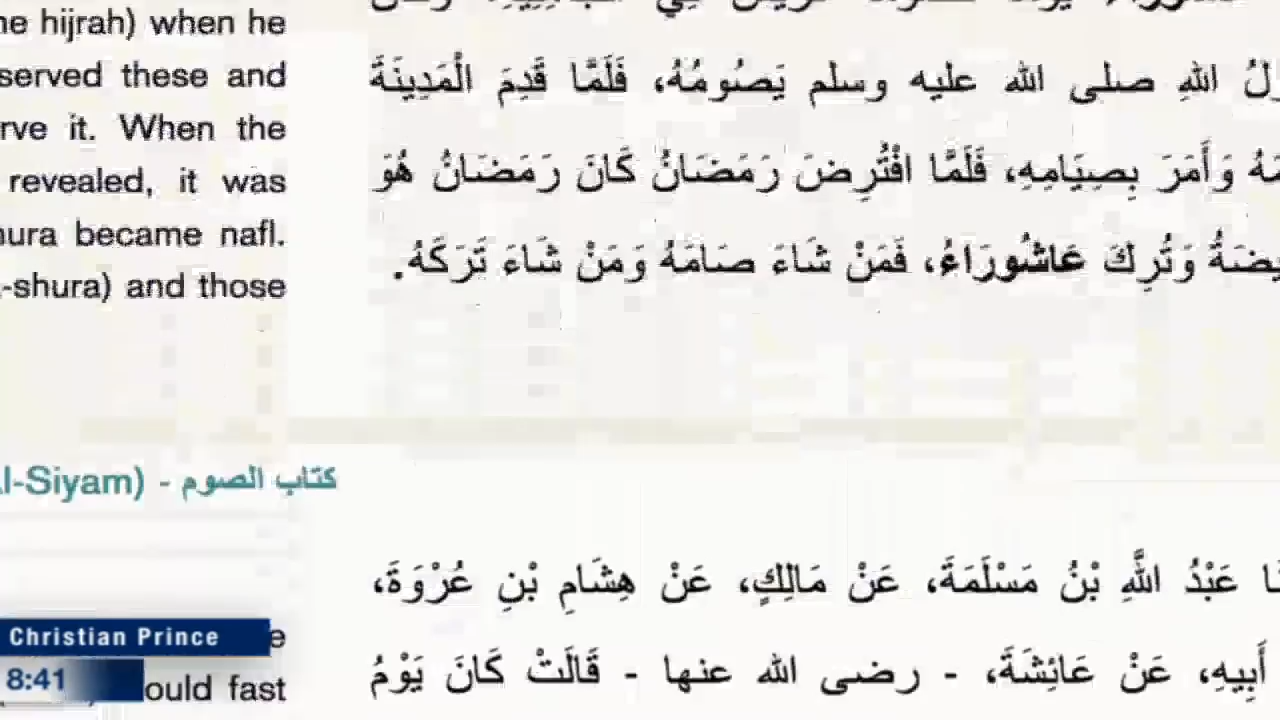 ne hijrah) when he
served these and
rve it. When the
revealed, it was
ura became nafl.
-shura) and those
ولُ اللهِ صلى الله عليه وسلم يَصُومُهُ، فَلَمَّا قَدِمَ الْمَدِينَةَ
مَهُ وَأَمَرَ بِصِيَامِهِ، فَلَمَّا افْتُرِضَ رَمَضَانُ كَانَ رَمَضَانُ هُوَ
يضَةُ وَتُرِكَ عَاشُورَاءُ، فَمَنْ شَاءَ صَامَهُ وَمَنْ شَاءَ تَرَكَهُ.
l-Siyam) - كتاب الصوم
نَا عَبْدُ اللَّهِ بْنُ مَسْلَمَةَ، عَنْ مَالِكٍ، عَنْ هِشَامِ بْنِ عُرْوَةَ،
أَبِيهِ، عَنْ عَائِشَةَ، - رضى الله عنها - قَالَتْ كَانَ يَوْمُ
e
ould fast
Christian Prince
8:41